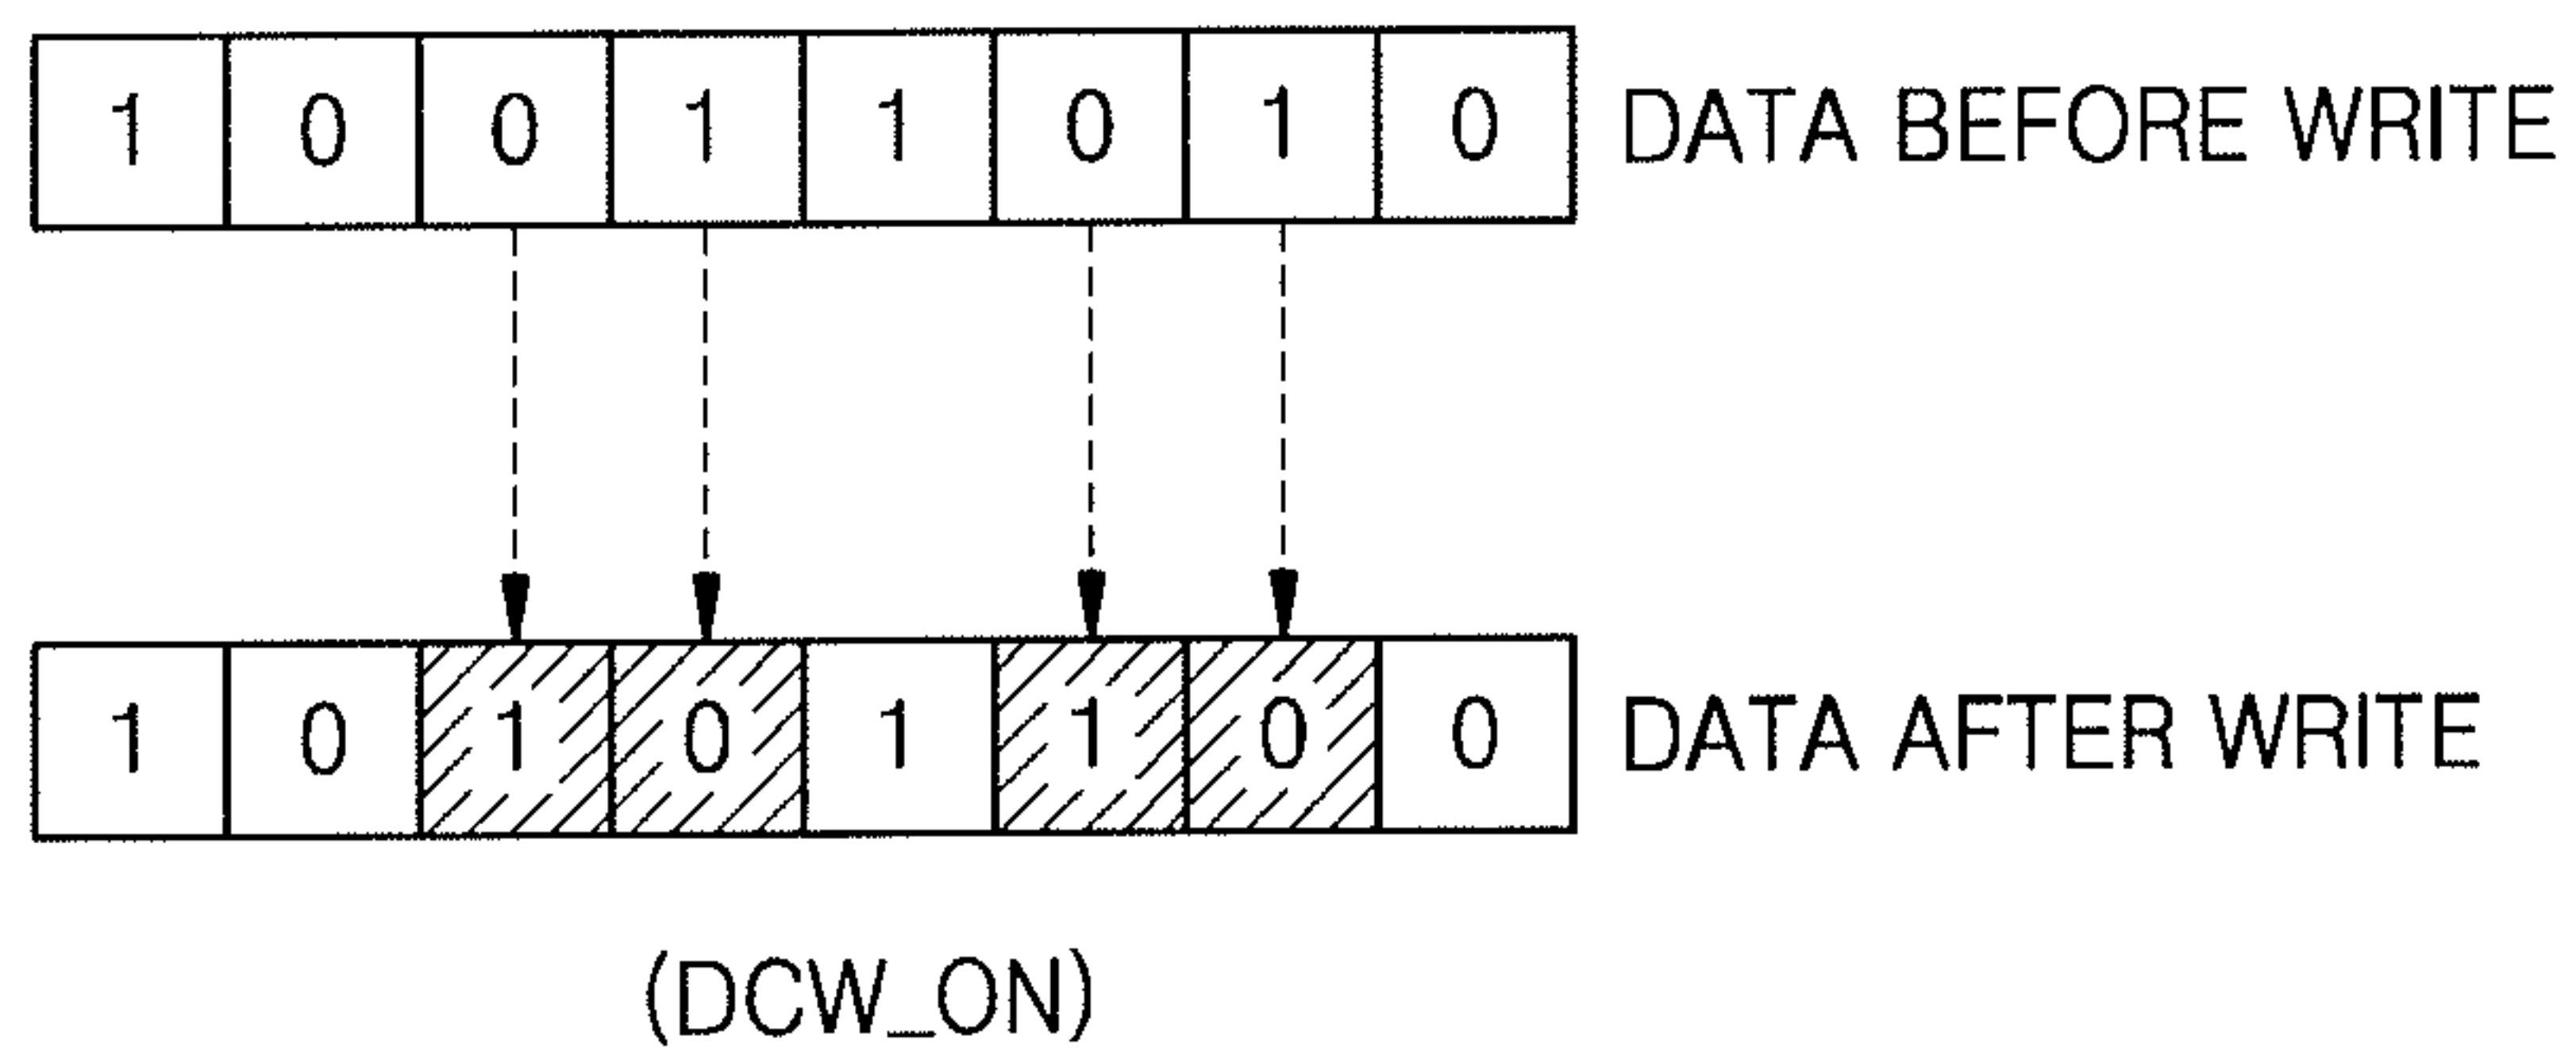 1 0 0 1 1 0 1 0 DATA BEFORE WRITE
1 0 1 0 1 1 0 0 DATA AFTER WRITE
(DCW_ON)